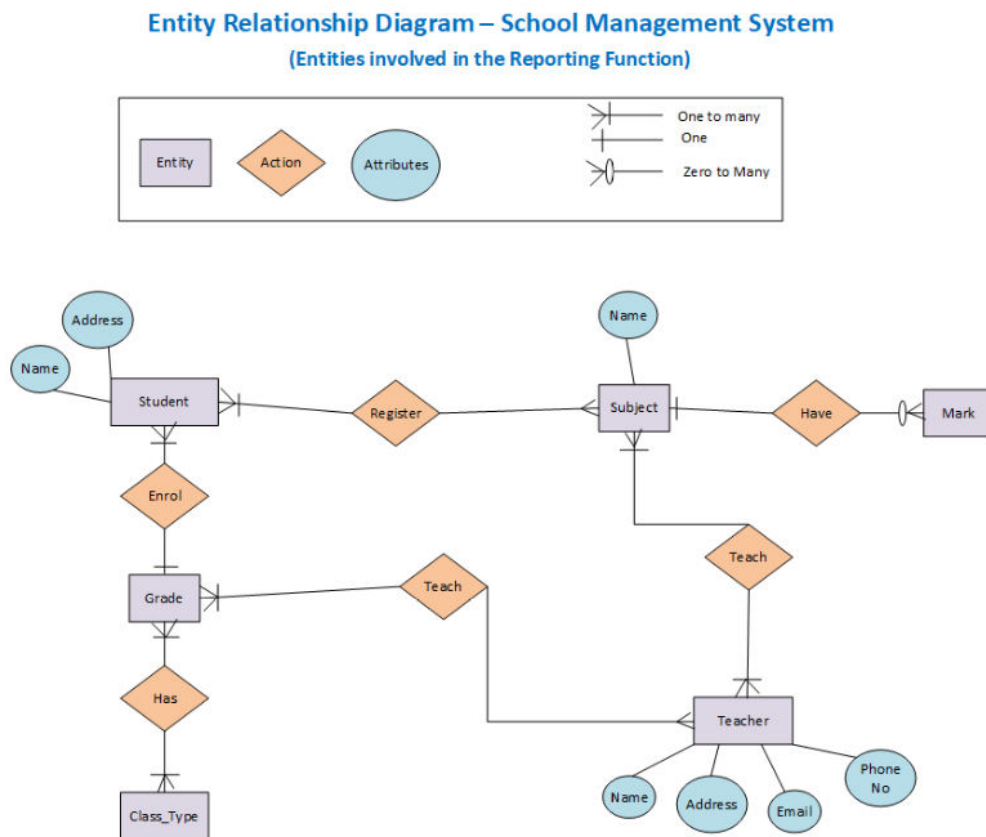 Entity Relationship Diagram – School Management System
(Entities involved in the Reporting Function)
Entity
Action
Attributes
One to many
One
Zero to Many
Address
Name
Student
Register
Name
Subject
Have
Mark
Enrol
Grade
Teach
Teach
Has
Class_Type
Teacher
Name
Address
Email
Phone
No